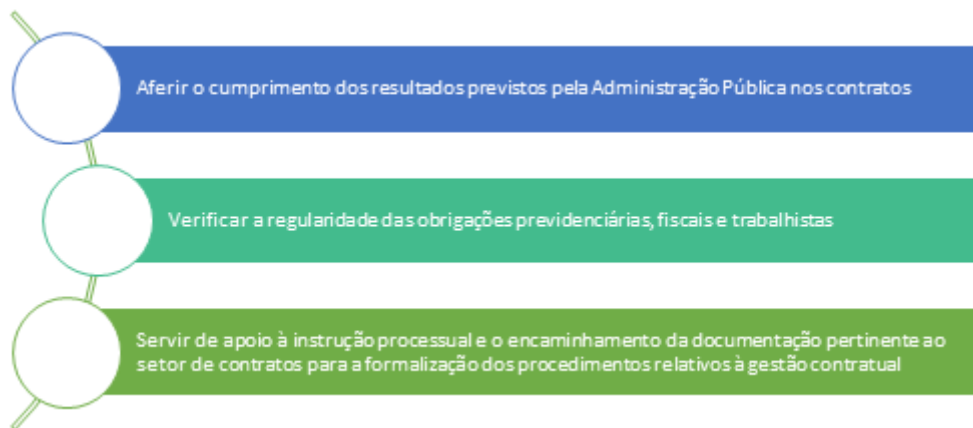 Aferir o cumprimento dos resultados previstos pela Administração Pública nos contratos
Verificar a regularidade das obrigações previdenciárias, fiscais e trabalhistas
Servir de apoio à instrução processual e o encaminhamento da documentação pertinente ao
setor de contratos para a formalização dos procedimentos relativos à gestão contratual